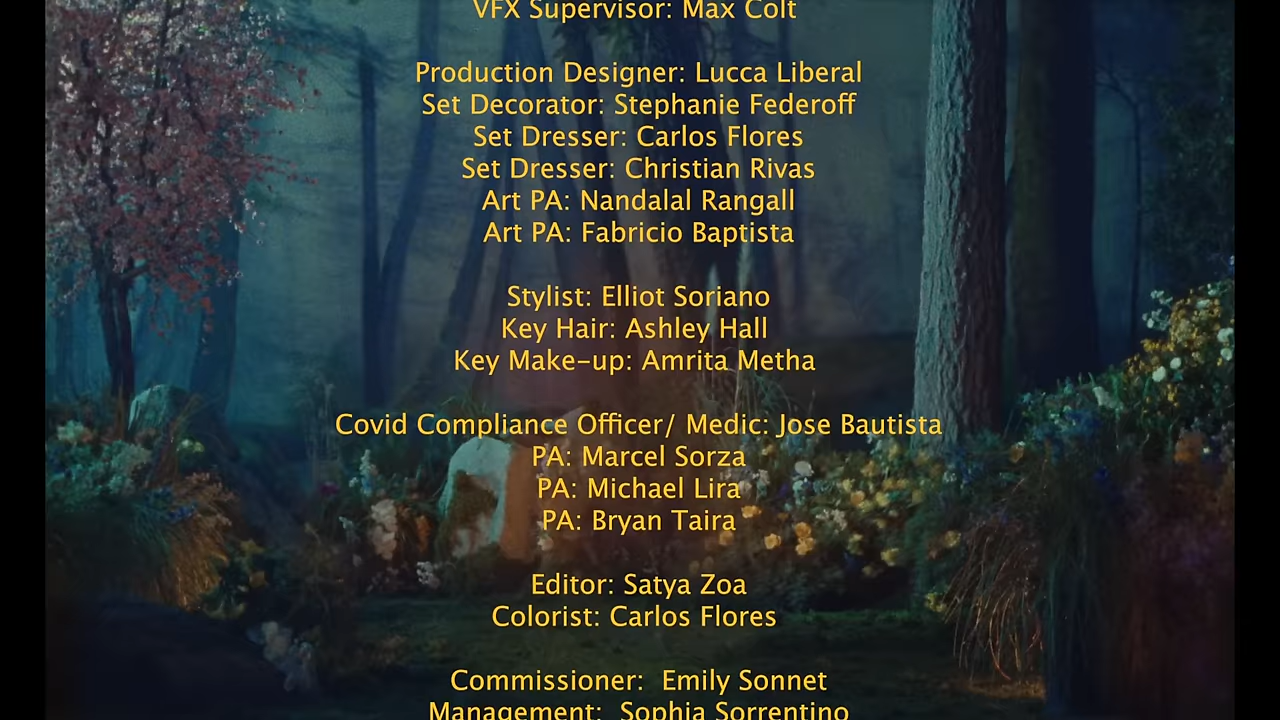 VFX Supervisor: Max Colt
Production Designer: Lucca Liberal
Set Decorator: Stephanie Federoff
Set Dresser: Carlos Flores
Set Dresser: Christian Rivas
Art PA: Nandalal Rangall
Art PA: Fabricio Baptista
Stylist: Elliot Soriano
Key Hair: Ashley Hall
Key Make-up: Amrita Metha
Covid Compliance Officer/ Medic: Jose Bautista
PA: Marcel Sorza
PA: Michael Lira
PA: Bryan Taira
Editor: Satya Zoa
Colorist: Carlos Flores
Commissioner:  Emily Sonnet
Management:  Sophia Sorrentino